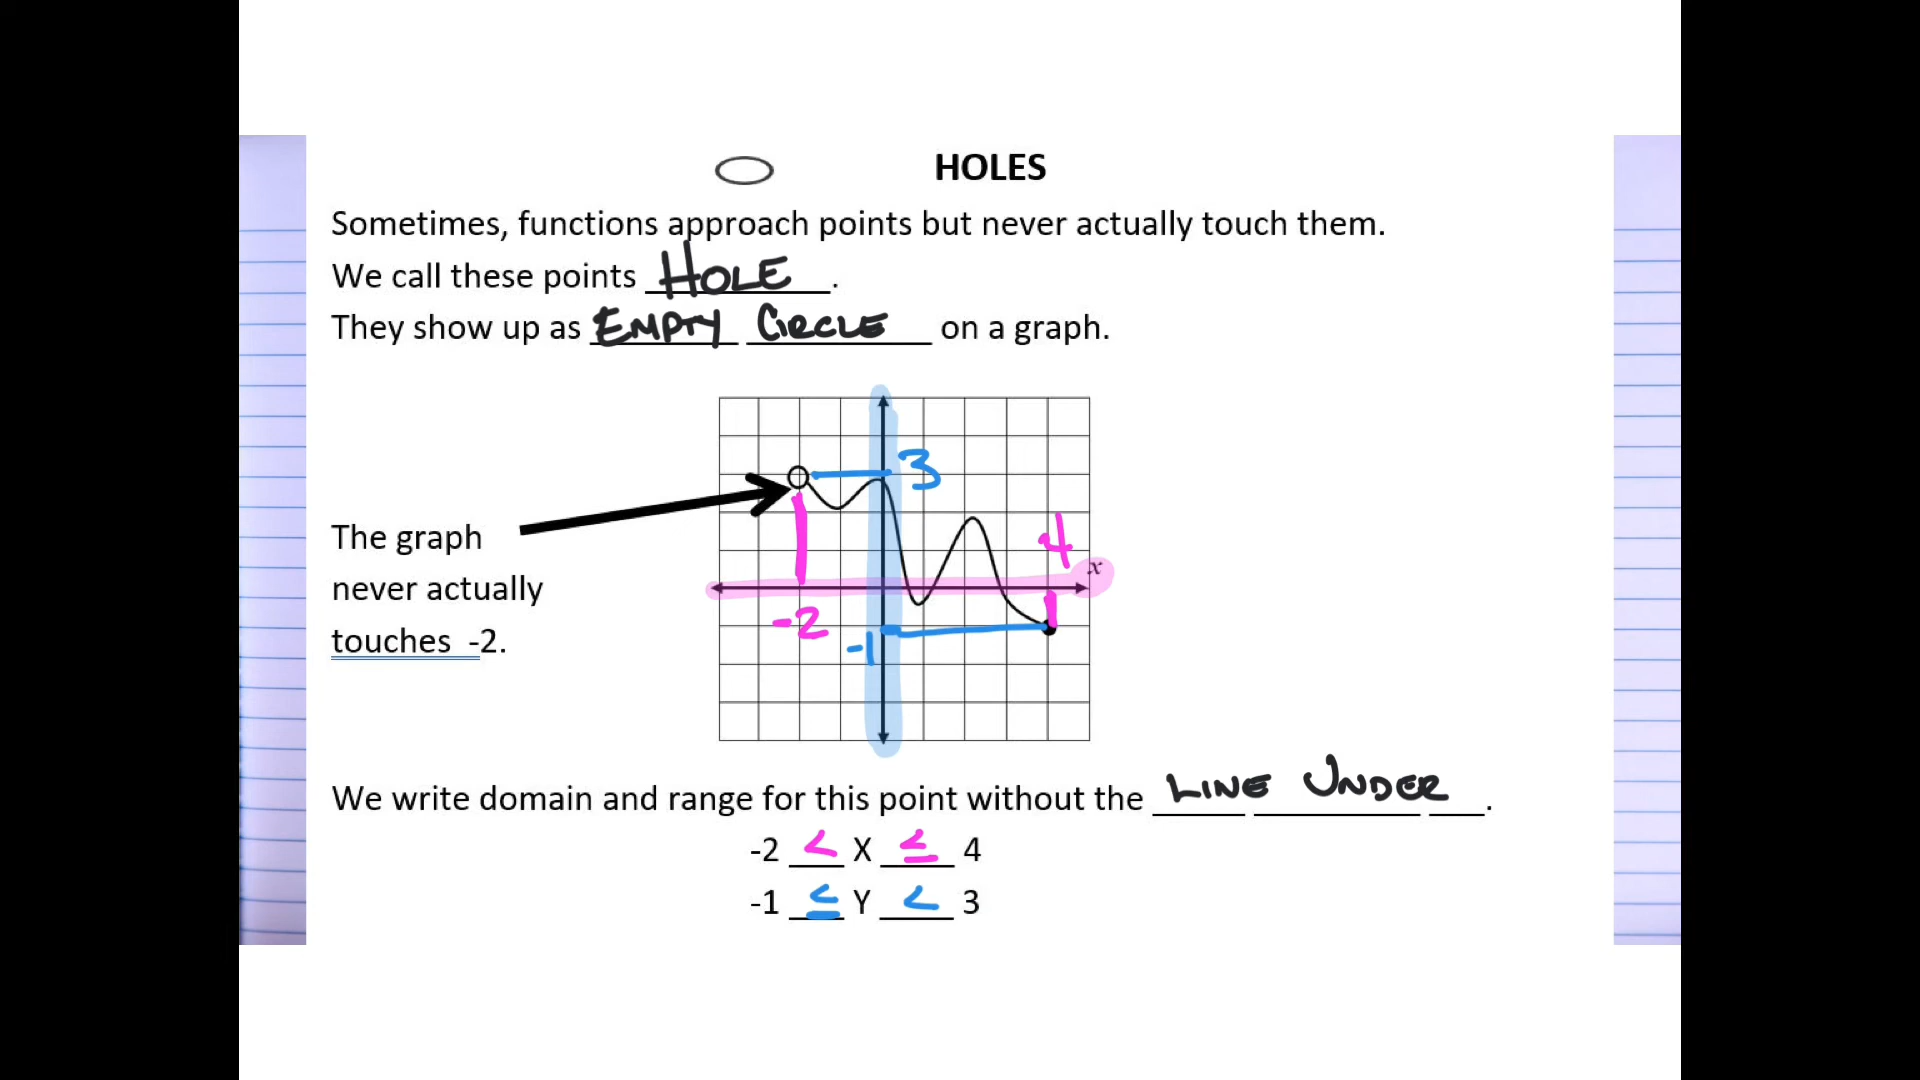 HOLES
Sometimes, functions approach points but never actually touch them.
We call these points HOLE.
They show up as EMPTY CIRCLE on a graph.
3
4
x
The graph
never actually
touches -2.
-2
-1
We write domain and range for this point without the LINE UNDER.
-2 < X ≤ 4
-1 ≤ Y < 3